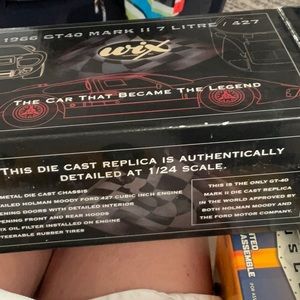 1966 GT40 MARK II 7 LITRE // 427
wix
THE CAR THAT BECAME THE LEGEND
THIS DIE CAST REPLICA IS AUTHENTICALLY
DETAILED AT 1/24 SCALE.
METAL DIE CAST CHASSIS
DETAILED HOLMAN MOODY FORD 427 CUBIC INCH ENGINE
OPENING DOORS WITH DETAILED INTERIOR
OPENING FRONT AND REAR HOODS
WIX OIL FILTER INSTALLED ON ENGINE
STEERABLE RUBBER TIRES
THIS IS THE ONLY GT-40
MARK II DIE CAST REPLICA
IN THE WORLD APPROVED BY
BOTH HOLMAN MOODY AND
THE FORD MOTOR COMPANY.